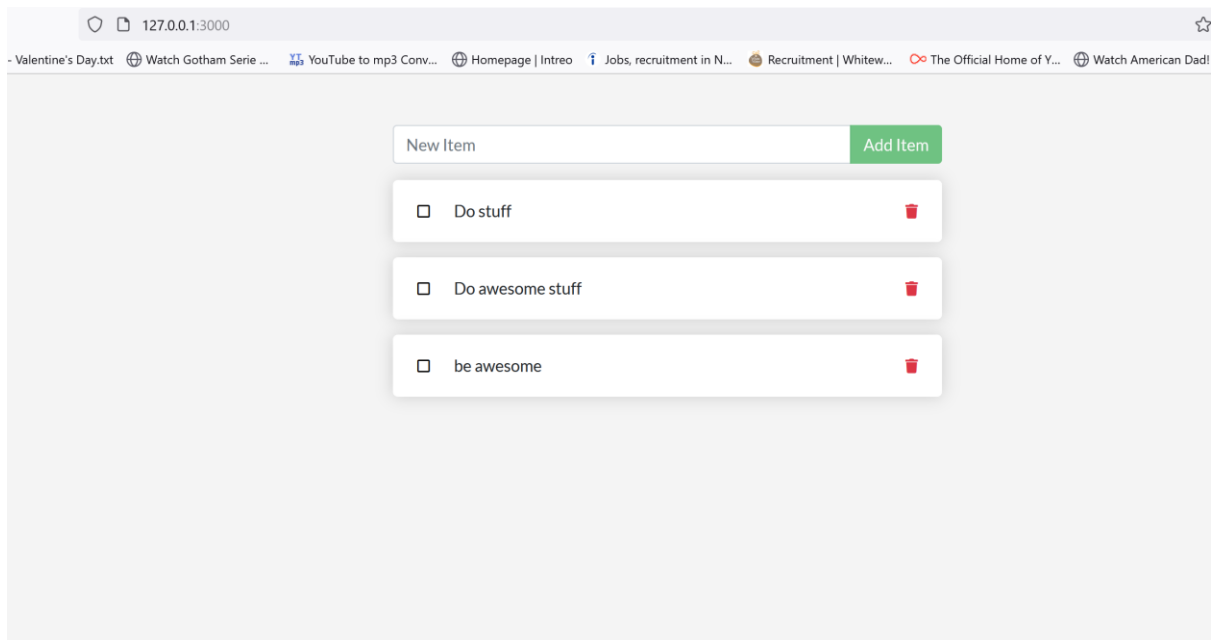 127.0.0.1:3000
- Valentine's Day.txt Watch Gotham Serie ... YT mp3 YouTube to mp3 Conv... Homepage | Intreo Jobs, recruitment in N... Recruitment | Whitew... The Official Home of Y... Watch American Dad!
New Item Add Item
Do stuff
Do awesome stuff
be awesome